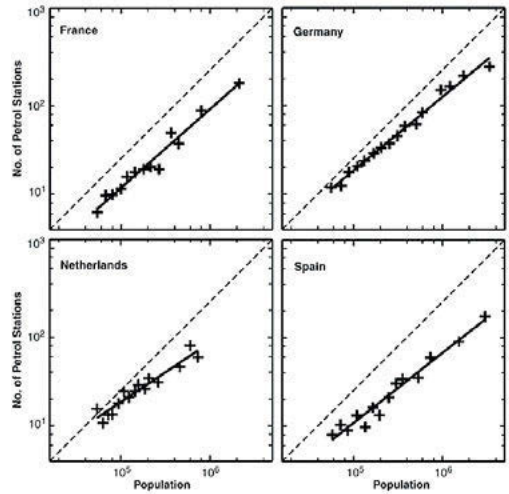 France
Germany
No. of Petrol Stations
10³
10²
10¹
Netherlands
Spain
No. of Petrol Stations
10³
10²
10¹
10⁵
10⁶
10⁵
10⁶
Population
Population